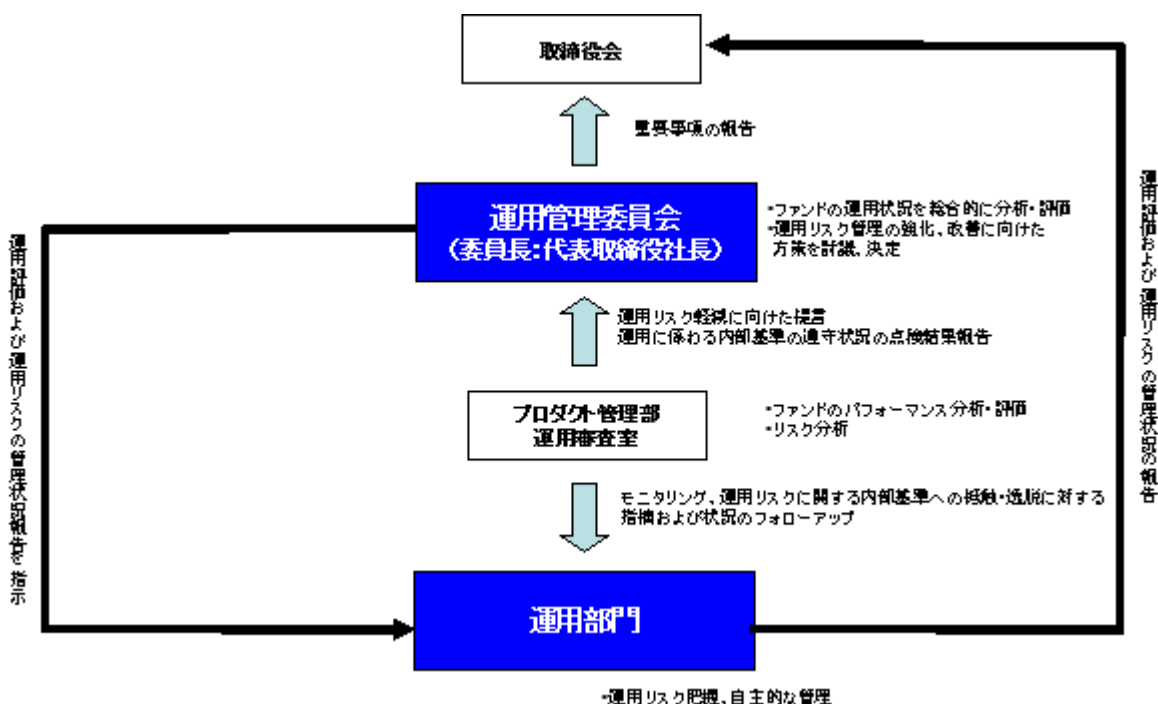 取締役会
重要事項の報告
運用管理委員会
(委員長:代表取締役社長)
・ファンドの運用状況を総合的に分析・評価
・運用リスク管理の強化、改善に向けた
方策を討議、決定
運用リスク軽減に向けた提言
運用に係わる内部基準の遵守状況の点検結果報告
プロダクト管理部
運用審査室
・ファンドのパフォーマンス分析・評価
・リスク分析
モニタリング、運用リスクに関する内部基準への抵触・逸脱に対する
指摘および状況のフォローアップ
運用部門
・運用リスク把握、自主的な管理
運用評価および運用リスクの管理状況報告を指示
運用評価および運用リスクの管理状況の報告